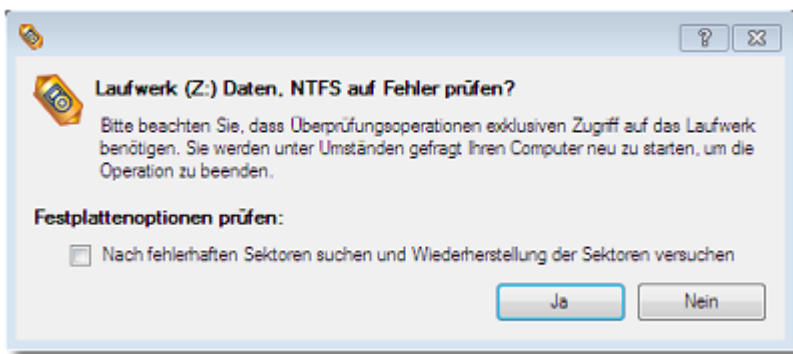 Laufwerk (Z:) Daten, NTFS auf Fehler prüfen?
Bitte beachten Sie, dass Überprüfungsoperationen exklusiven Zugriff auf das Laufwerk
benötigen. Sie werden unter Umständen gefragt Ihren Computer neu zu starten, um die
Operation zu beenden.
Festplattenoptionen prüfen:
Nach fehlerhaften Sektoren suchen und Wiederherstellung der Sektoren versuchen
Ja Nein